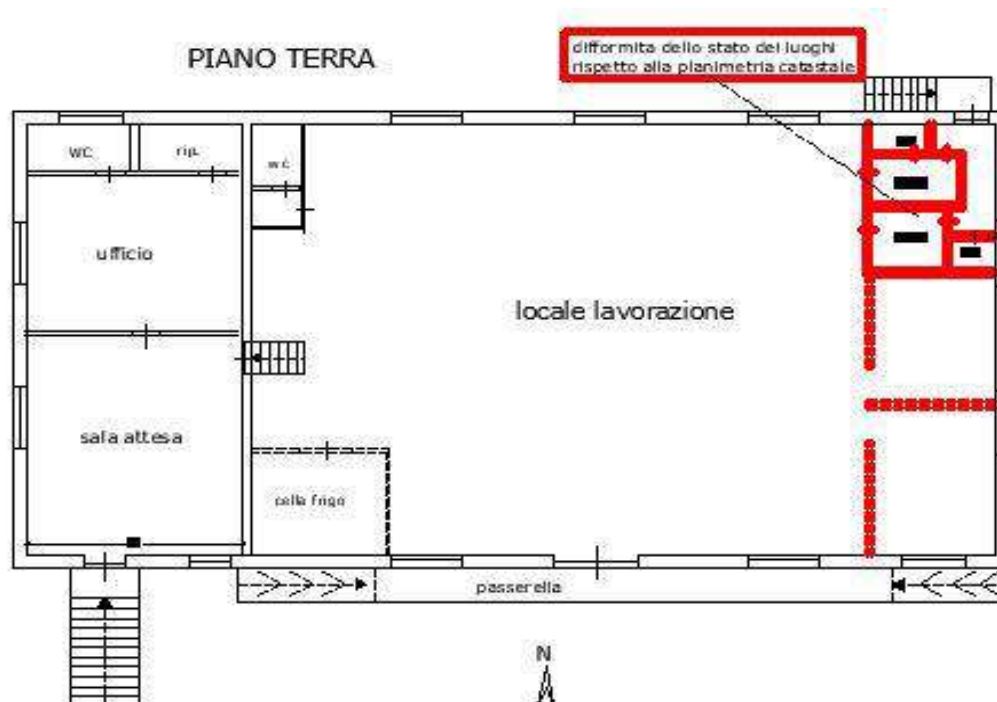 PIANO TERRA
difformita dello stato dei luoghi
rispetto alla planimetria catastale
WC
rip.
wc
ufficio
locale lavorazione
sala attesa
cella frigo
passerella
N